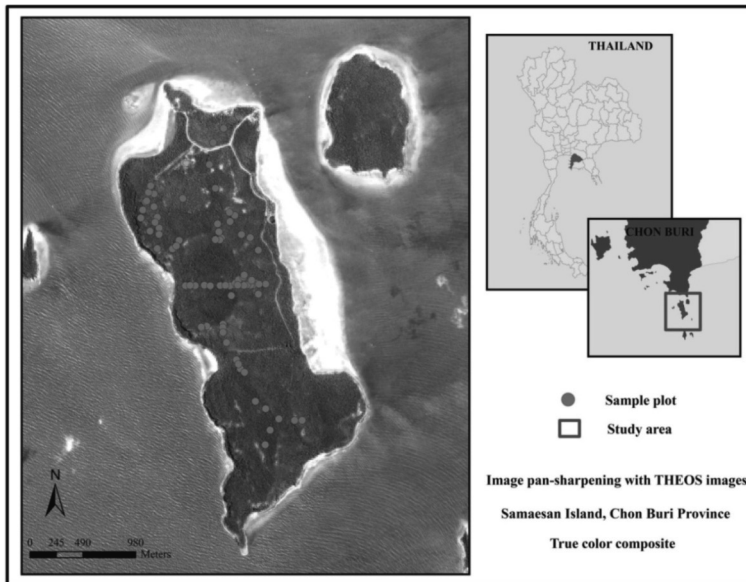 THAILAND
CHON BURI
Sample plot
Study area
N
0 245 490 980
Meters
Image pan-sharpening with THEOS images
Samaesan Island, Chon Buri Province
True color composite